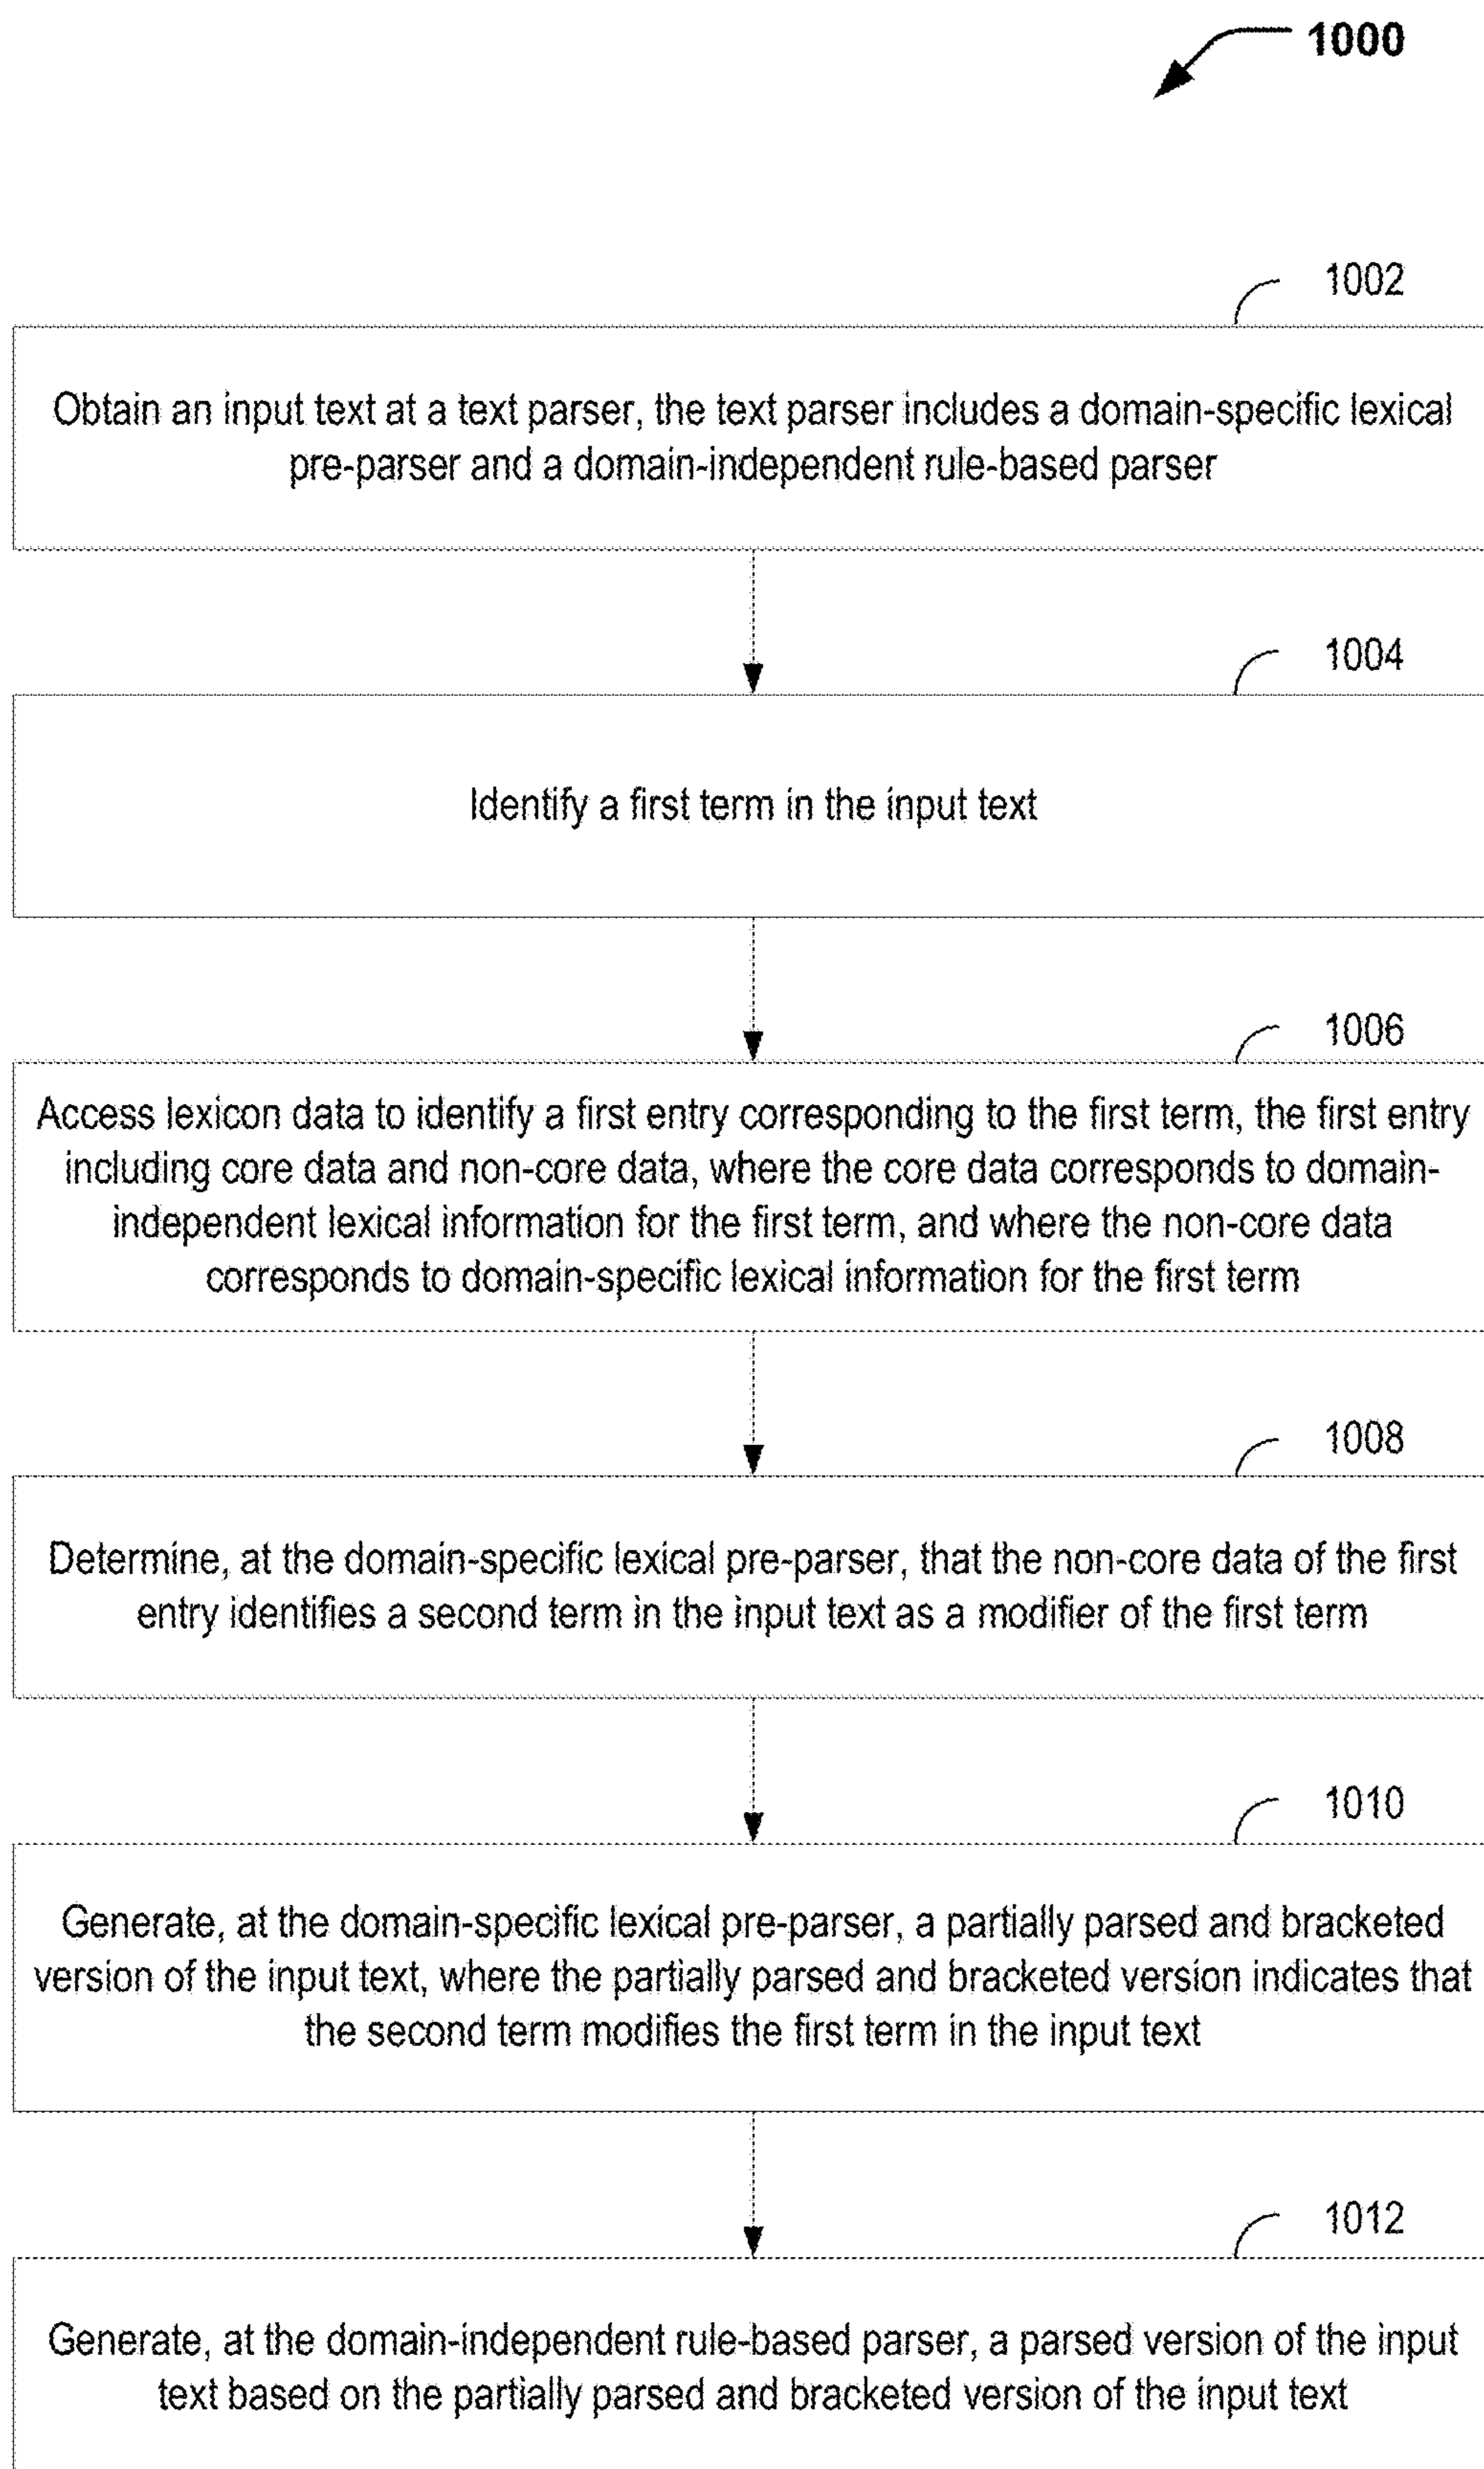 1000
1002
Obtain an input text at a text parser, the text parser includes a domain-specific lexical
pre-parser and a domain-independent rule-based parser
1004
Identify a first term in the input text
1006
Access lexicon data to identify a first entry corresponding to the first term, the first entry
including core data and non-core data, where the core data corresponds to domain-
independent lexical information for the first term, and where the non-core data
corresponds to domain-specific lexical information for the first term
1008
Determine, at the domain-specific lexical pre-parser, that the non-core data of the first
entry identifies a second term in the input text as a modifier of the first term
1010
Generate, at the domain-specific lexical pre-parser, a partially parsed and bracketed
version of the input text, where the partially parsed and bracketed version indicates that
the second term modifies the first term in the input text
1012
Generate, at the domain-independent rule-based parser, a parsed version of the input
text based on the partially parsed and bracketed version of the input text